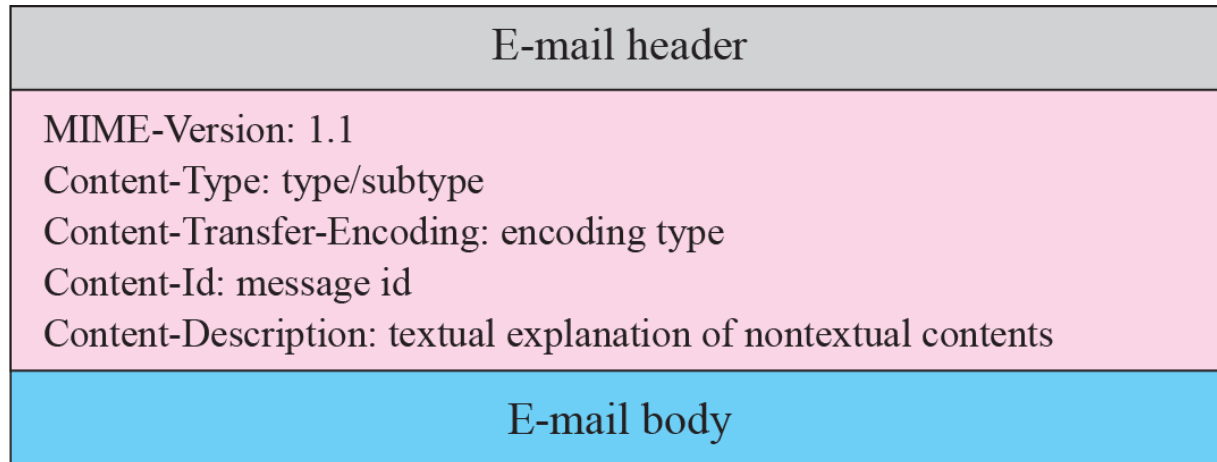 E-mail header
MIME-Version: 1.1
Content-Type: type/subtype
Content-Transfer-Encoding: encoding type
Content-Id: message id
Content-Description: textual explanation of nontextual contents
E-mail body